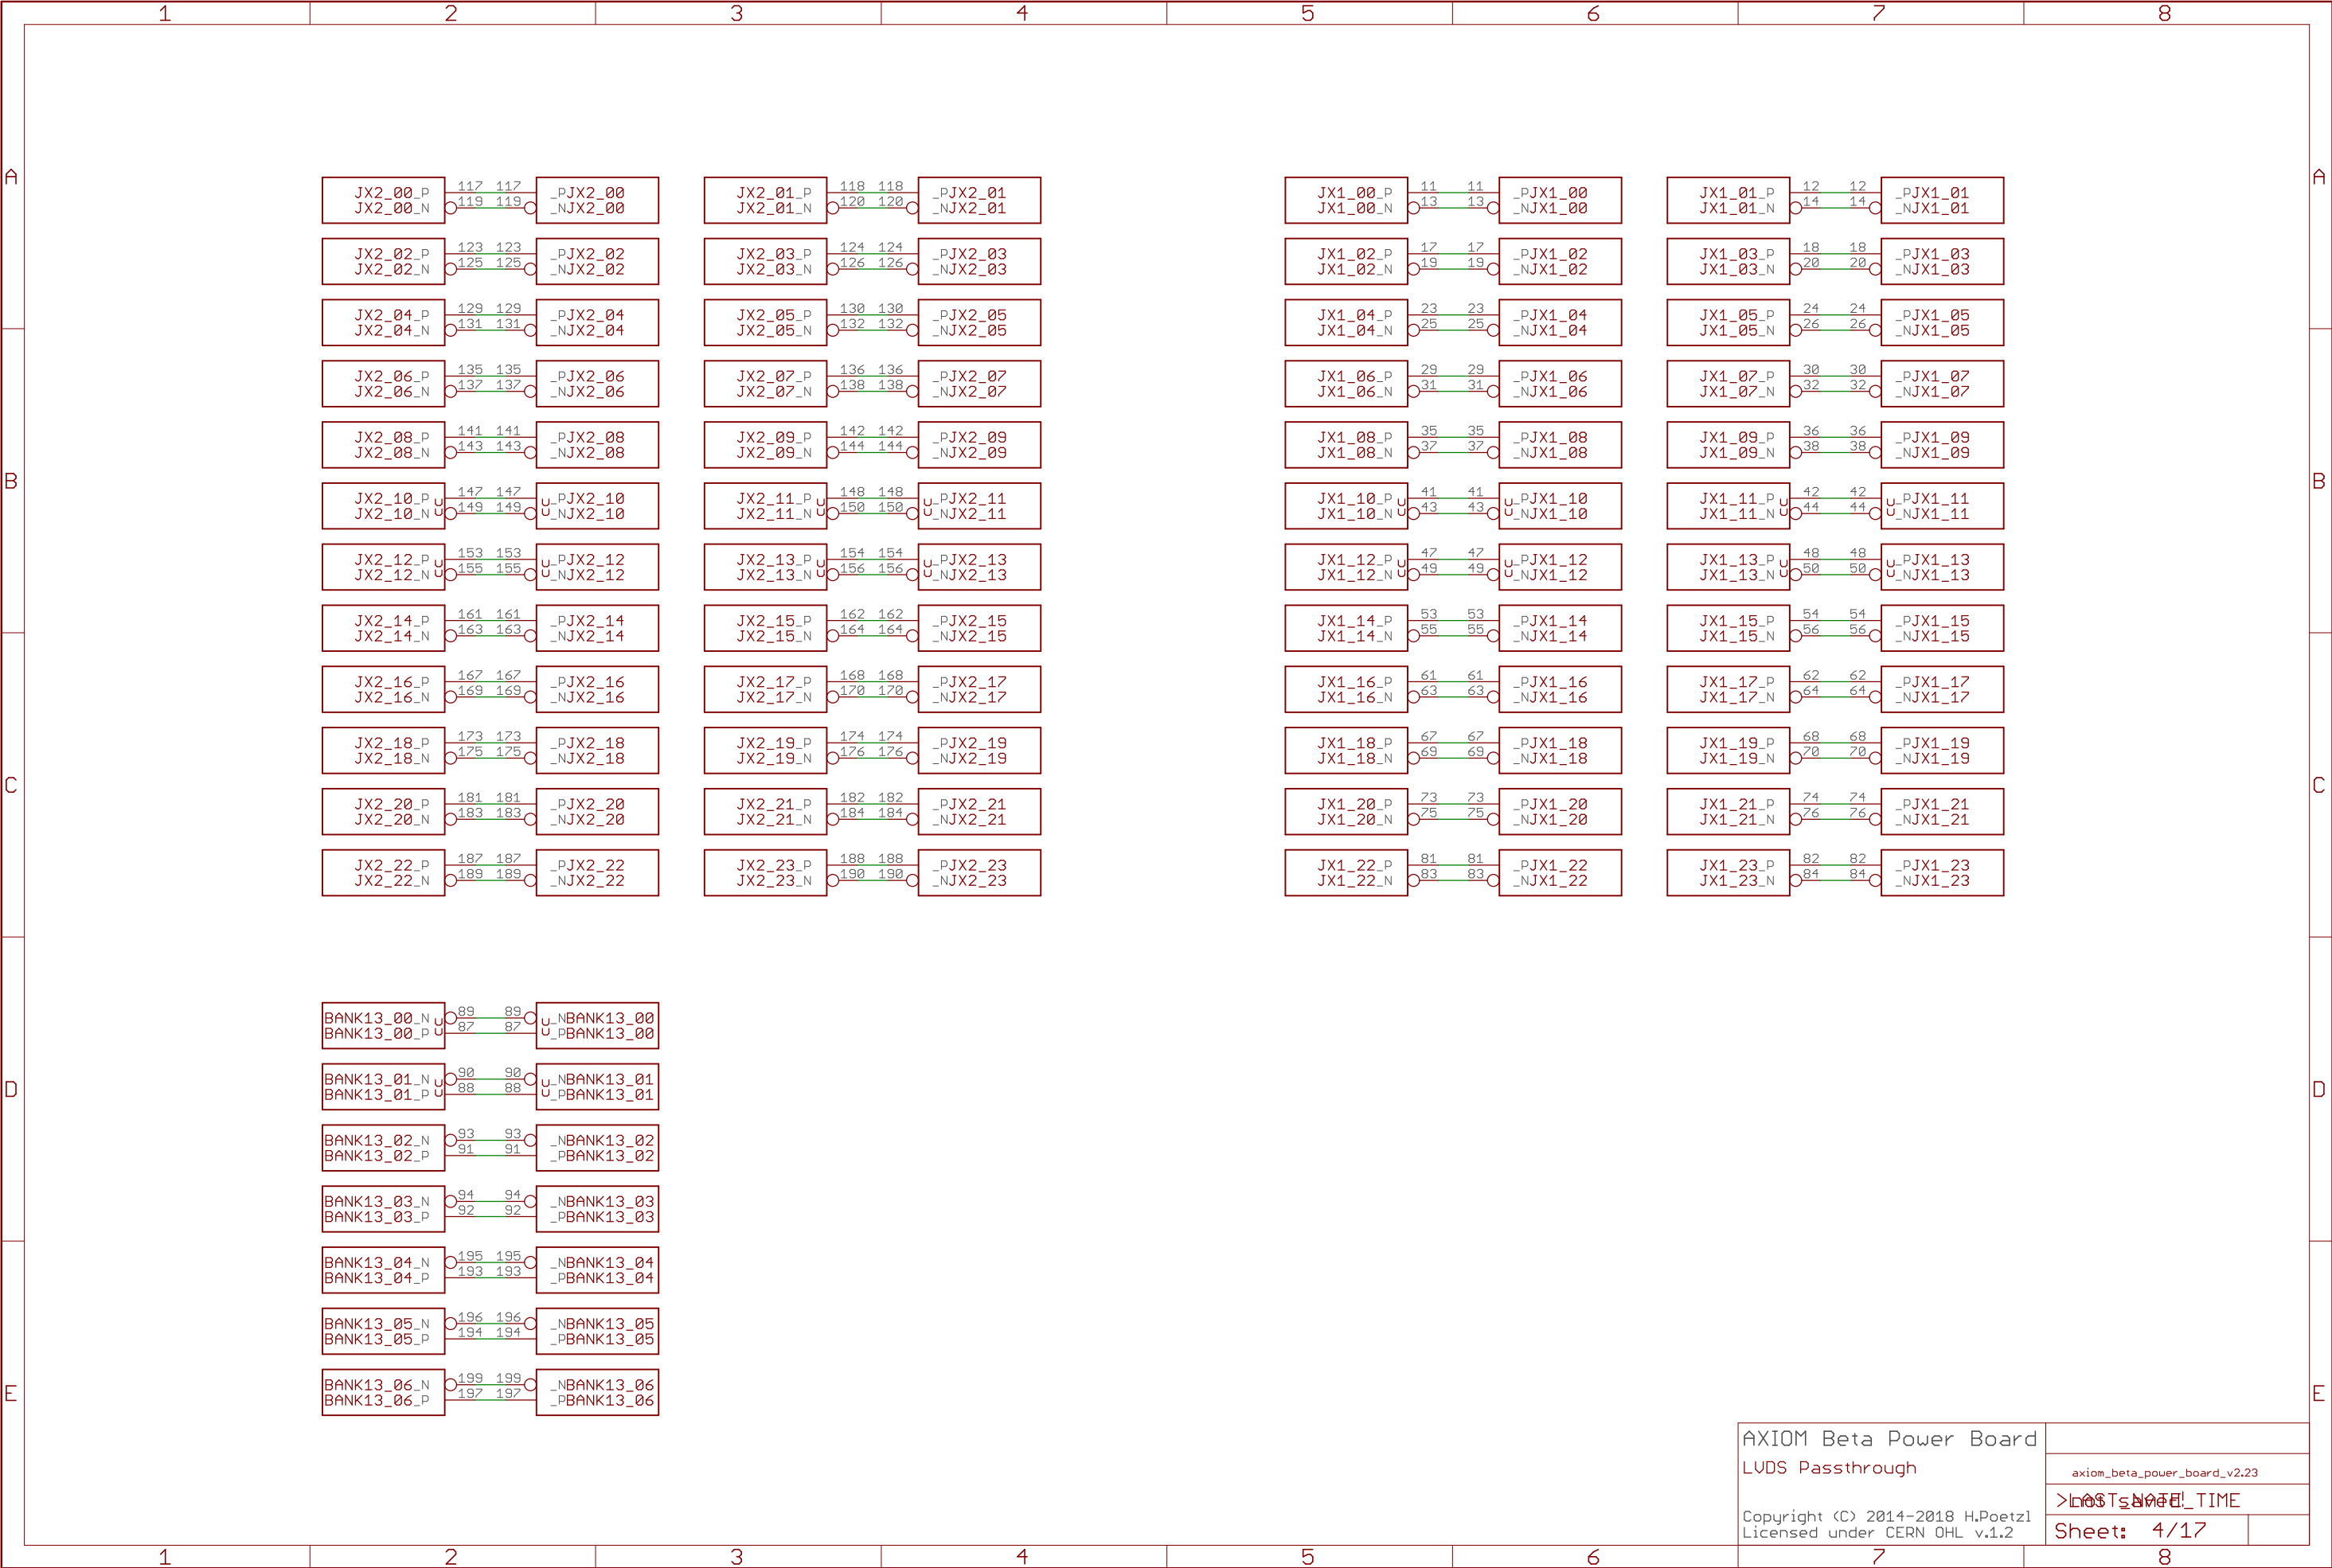 1 2 3 4 5 6 7 8
A A
JX2_00_P 117 117 _PJX2_00 JX2_01_P 118 118 _PJX2_01 JX1_00_P 11 11 _PJX1_00 JX1_01_P 12 12 _PJX1_01
JX2_00_N 119 119 _NJX2_00 JX2_01_N 120 120 _NJX2_01 JX1_00_N 13 13 _NJX1_00 JX1_01_N 14 14 _NJX1_01
JX2_02_P 123 123 _PJX2_02 JX2_03_P 124 124 _PJX2_03 JX1_02_P 17 17 _PJX1_02 JX1_03_P 18 18 _PJX1_03
JX2_02_N 125 125 _NJX2_02 JX2_03_N 126 126 _NJX2_03 JX1_02_N 19 19 _NJX1_02 JX1_03_N 20 20 _NJX1_03
JX2_04_P 129 129 _PJX2_04 JX2_05_P 130 130 _PJX2_05 JX1_04_P 23 23 _PJX1_04 JX1_05_P 24 24 _PJX1_05
JX2_04_N 131 131 _NJX2_04 JX2_05_N 132 132 _NJX2_05 JX1_04_N 25 25 _NJX1_04 JX1_05_N 26 26 _NJX1_05
JX2_06_P 135 135 _PJX2_06 JX2_07_P 136 136 _PJX2_07 JX1_06_P 29 29 _PJX1_06 JX1_07_P 30 30 _PJX1_07
JX2_06_N 137 137 _NJX2_06 JX2_07_N 138 138 _NJX2_07 JX1_06_N 31 31 _NJX1_06 JX1_07_N 32 32 _NJX1_07
JX2_08_P 141 141 _PJX2_08 JX2_09_P 142 142 _PJX2_09 JX1_08_P 35 35 _PJX1_08 JX1_09_P 36 36 _PJX1_09
JX2_08_N 143 143 _NJX2_08 JX2_09_N 144 144 _NJX2_09 JX1_08_N 37 37 _NJX1_08 JX1_09_N 38 38 _NJX1_09
B B
JX2_10_P U 147 147 U _PJX2_10 JX2_11_P U 148 148 U _PJX2_11 JX1_10_P U 41 41 U _PJX1_10 JX1_11_P U 42 42 U _PJX1_11
JX2_10_N U 149 149 U _NJX2_10 JX2_11_N U 150 150 U _NJX2_11 JX1_10_N U 43 43 U _NJX1_10 JX1_11_N U 44 44 U _NJX1_11
JX2_12_P U 153 153 U _PJX2_12 JX2_13_P U 154 154 U _PJX2_13 JX1_12_P U 47 47 U _PJX1_12 JX1_13_P U 48 48 U _PJX1_13
JX2_12_N U 155 155 U _NJX2_12 JX2_13_N U 156 156 U _NJX2_13 JX1_12_N U 49 49 U _NJX1_12 JX1_13_N U 50 50 U _NJX1_13
JX2_14_P 161 161 _PJX2_14 JX2_15_P 162 162 _PJX2_15 JX1_14_P 53 53 _PJX1_14 JX1_15_P 54 54 _PJX1_15
JX2_14_N 163 163 _NJX2_14 JX2_15_N 164 164 _NJX2_15 JX1_14_N 55 55 _NJX1_14 JX1_15_N 56 56 _NJX1_15
JX2_16_P 167 167 _PJX2_16 JX2_17_P 168 168 _PJX2_17 JX1_16_P 61 61 _PJX1_16 JX1_17_P 62 62 _PJX1_17
JX2_16_N 169 169 _NJX2_16 JX2_17_N 170 170 _NJX2_17 JX1_16_N 63 63 _NJX1_16 JX1_17_N 64 64 _NJX1_17
JX2_18_P 173 173 _PJX2_18 JX2_19_P 174 174 _PJX2_19 JX1_18_P 67 67 _PJX1_18 JX1_19_P 68 68 _PJX1_19
JX2_18_N 175 175 _NJX2_18 JX2_19_N 176 176 _NJX2_19 JX1_18_N 69 69 _NJX1_18 JX1_19_N 70 70 _NJX1_19
C C
JX2_20_P 181 181 _PJX2_20 JX2_21_P 182 182 _PJX2_21 JX1_20_P 73 73 _PJX1_20 JX1_21_P 74 74 _PJX1_21
JX2_20_N 183 183 _NJX2_20 JX2_21_N 184 184 _NJX2_21 JX1_20_N 75 75 _NJX1_20 JX1_21_N 76 76 _NJX1_21
JX2_22_P 187 187 _PJX2_22 JX2_23_P 188 188 _PJX2_23 JX1_22_P 81 81 _PJX1_22 JX1_23_P 82 82 _PJX1_23
JX2_22_N 189 189 _NJX2_22 JX2_23_N 190 190 _NJX2_23 JX1_22_N 83 83 _NJX1_22 JX1_23_N 84 84 _NJX1_23
BANK13_00_N U 89 89 U _NBANK13_00
BANK13_00_P U 87 87 U _PBANK13_00
BANK13_01_N U 90 90 U _NBANK13_01
D D
BANK13_01_P U 88 88 U _PBANK13_01
BANK13_02_N 93 93 _NBANK13_02
BANK13_02_P 91 91 _PBANK13_02
BANK13_03_N 94 94 _NBANK13_03
BANK13_03_P 92 92 _PBANK13_03
BANK13_04_N 195 195 _NBANK13_04
BANK13_04_P 193 193 _PBANK13_04
BANK13_05_N 196 196 _NBANK13_05
BANK13_05_P 194 194 _PBANK13_05
BANK13_06_N 199 199 _NBANK13_06
E E
BANK13_06_P 197 197 _PBANK13_06
AXIOM Beta Power Board
LVDS Passthrough
axiom_beta_power_board_v2.23
>LAST_DATE_TIME
not saved!
Copyright (C) 2014-2018 H.Poetzl
Licensed under CERN OHL v.1.2
Sheet: 4/17
1 2 3 4 5 6 7 8